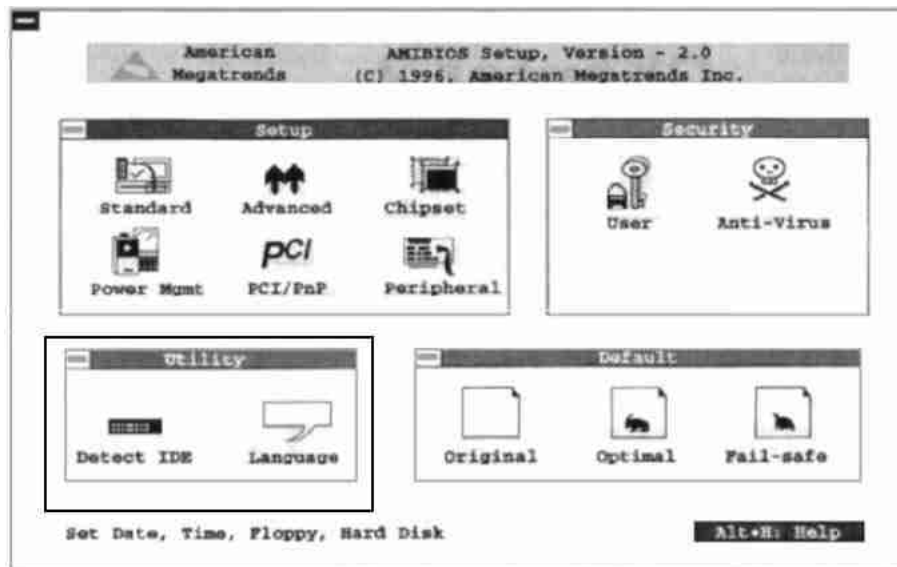 American Megatrends
AMIBIOS Setup, Version - 2.0
(C) 1996, American Megatrends Inc.
Setup
Standard
Advanced
Chipset
Power Mgmt
PCI
PCI/PnP
Peripheral
Security
User
Anti-Virus
Utility
Detect IDE
Language
Default
Original
Optimal
Fail-safe
Set Date, Time, Floppy, Hard Disk
Alt+H: Help